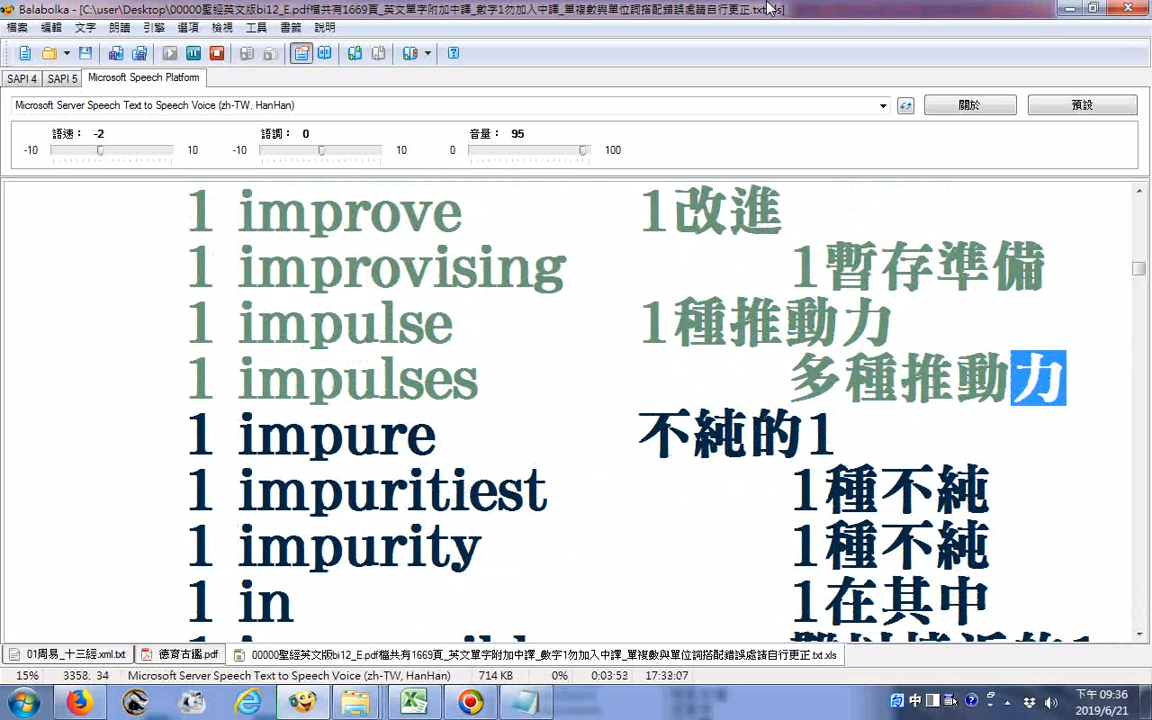 Balabolka - [C:\user\Desktop\00000聖經英文版bi12_E.pdf檔共有1669頁_英文單字附加中譯_數字1勿加入中譯_單複數與單位詞搭配錯誤處請自行更正.txt.xls]
檔案 編輯 文字 朗讀 引擎 選項 檢視 工具 書籤 說明
SAPI 4 SAPI 5 Microsoft Speech Platform
Microsoft Server Speech Text to Speech Voice (zh-TW, HanHan) 關於 預設
語速： -2 語調： 0 音量： 95
-10 10 -10 10 0 100
1 improve 1改進
1 improvising 1暫存準備
1 impulse 1種推動力
1 impulses 多種推動力
1 impure 不純的1
1 impuritiest 1種不純
1 impurity 1種不純
1 in 1在其中
01周易_十三經.xml.txt 德育古鑑.pdf 00000聖經英文版bi12_E.pdf檔共有1669頁_英文單字附加中譯_數字1勿加入中譯_單複數與單位詞搭配錯誤處請自行更正.txt.xls
15% 3358: 34 Microsoft Server Speech Text to Speech Voice (zh-TW, HanHan) 714 KB 0% 0:03:53 17:33:07
中 下午 09:36
2019/6/21